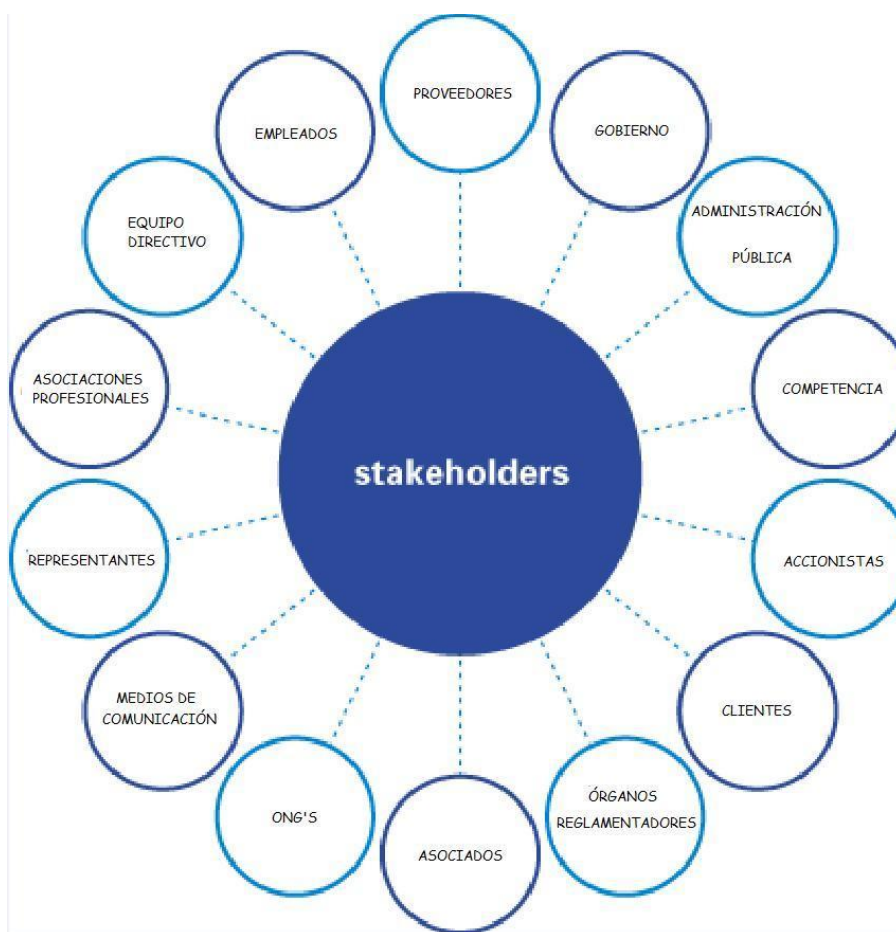 PROVEEDORES
EMPLEADOS
GOBIERNO
EQUIPO
DIRECTIVO
ADMINISTRACIÓN
PÚBLICA
ASOCIACIONES
PROFESIONALES
COMPETENCIA
stakeholders
REPRESENTANTES
ACCIONISTAS
MEDIOS DE
COMUNICACIÓN
CLIENTES
ONG'S
ÓRGANOS
REGLAMENTADORES
ASOCIADOS